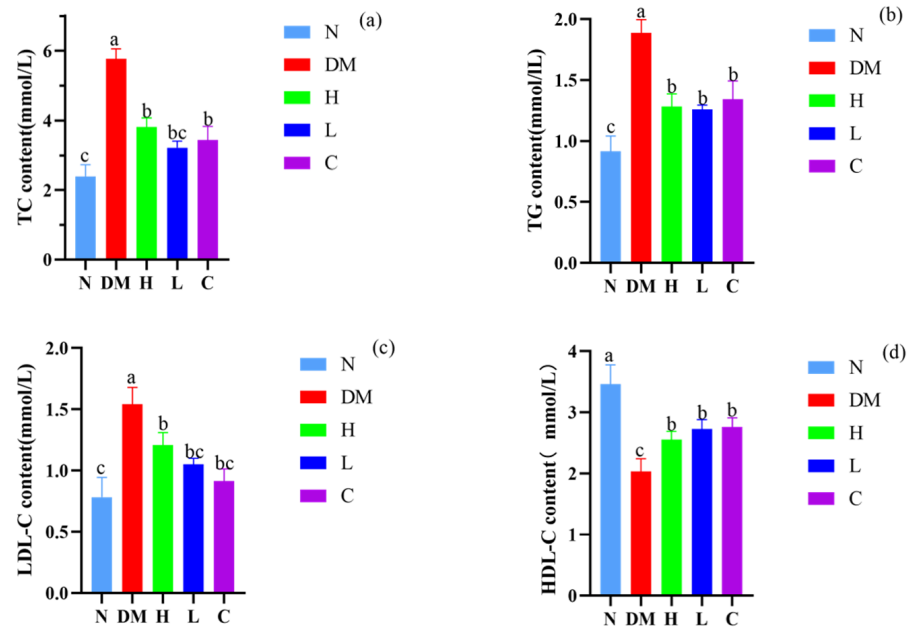 (a)
TC content(mmol/L)
6
4
2
0
c
a
b
bc
b
N DM H L C
N
DM
H
L
C
(b)
TG content(mmol/lL)
2.0
1.5
1.0
0.5
0.0
c
a
b
b
b
N DM H L C
N
DM
H
L
C
(c)
LDL-C content(mmol/L)
2.0
1.5
1.0
0.5
0.0
c
a
b
bc
bc
N DM H L C
N
DM
H
L
C
(d)
HDL-C content( mmol/L)
4
3
2
1
0
a
c
b
b
b
N DM H L C
N
DM
H
L
C